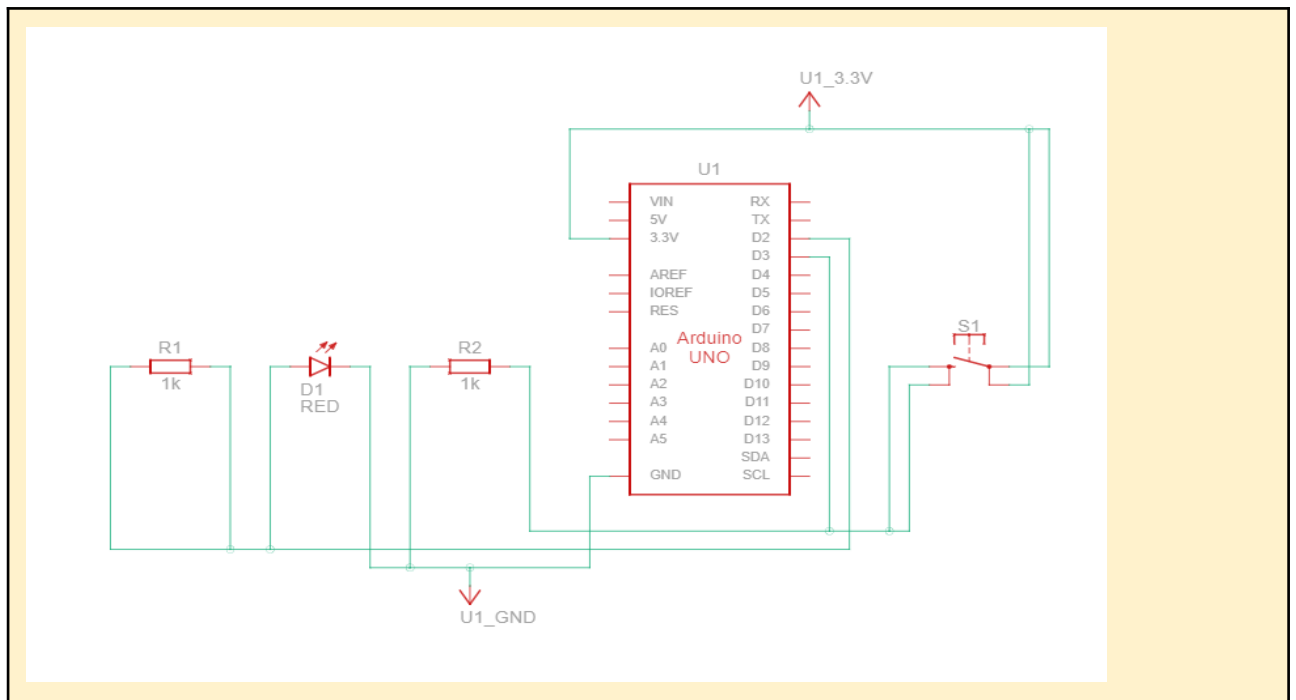 U1_3.3V
U1
VIN RX
5V TX
3.3V D2
D3
AREF D4
IOREF D5
RES D6
D7
Arduino
UNO
A0 D8
A1 D9
A2 D10
A3 D11
A4 D12
A5 D13
SDA
GND SCL
S1
R1
1k
D1
RED
R2
1k
U1_GND